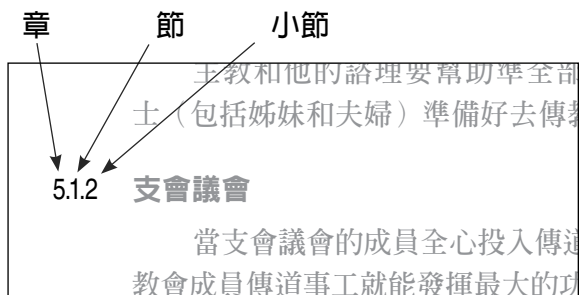 章 節 小節
主教和他的諮理要幫助準全部
士（包括姊妹和夫婦）準備好去傳
5.1.2 支會議會
當支會議會的成員全心投入傳道
教會成員傳道事工就能發揮最大的功